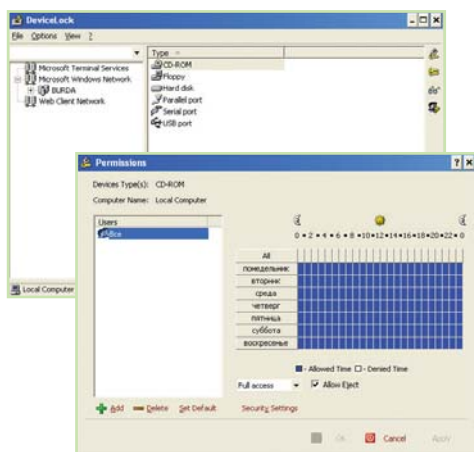 DeviceLock
File Options View ?
Type
Microsoft Terminal Services
Microsoft Windows Network
BURDA
Web Client Network
CD-ROM
Floppy
Hard disk
Parallel port
Serial port
USB port
Local Computer
Permissions
Devices Type(s): CD-ROM
Computer Name: Local Computer
Users
Все
0 • 2 • 4 • 6 • 8 •10•12•14•16•18•20•22• 0
All
понедельник
вторник
среда
четверг
пятница
суббота
воскресенье
- Allowed Time - Denied Time
Full access Allow Eject
Add Delete Set Default Security Settings
OK Cancel Apply